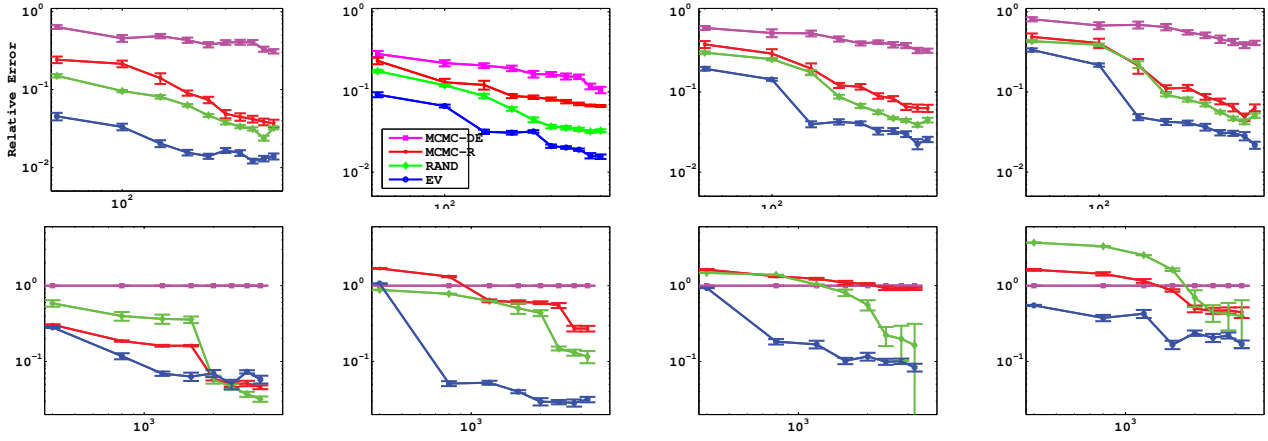 10⁰ 10⁰ 10⁰ 10⁰
Relative Error
10⁻¹ 10⁻¹ 10⁻¹ 10⁻¹
MCMC-DE
MCMC-R
RAND
EV
10⁻² 10⁻² 10⁻² 10⁻²
10² 10² 10² 10²
10⁰ 10⁰ 10⁰ 10⁰
10⁻¹ 10⁻¹ 10⁻¹ 10⁻¹
10³ 10³ 10³ 10³